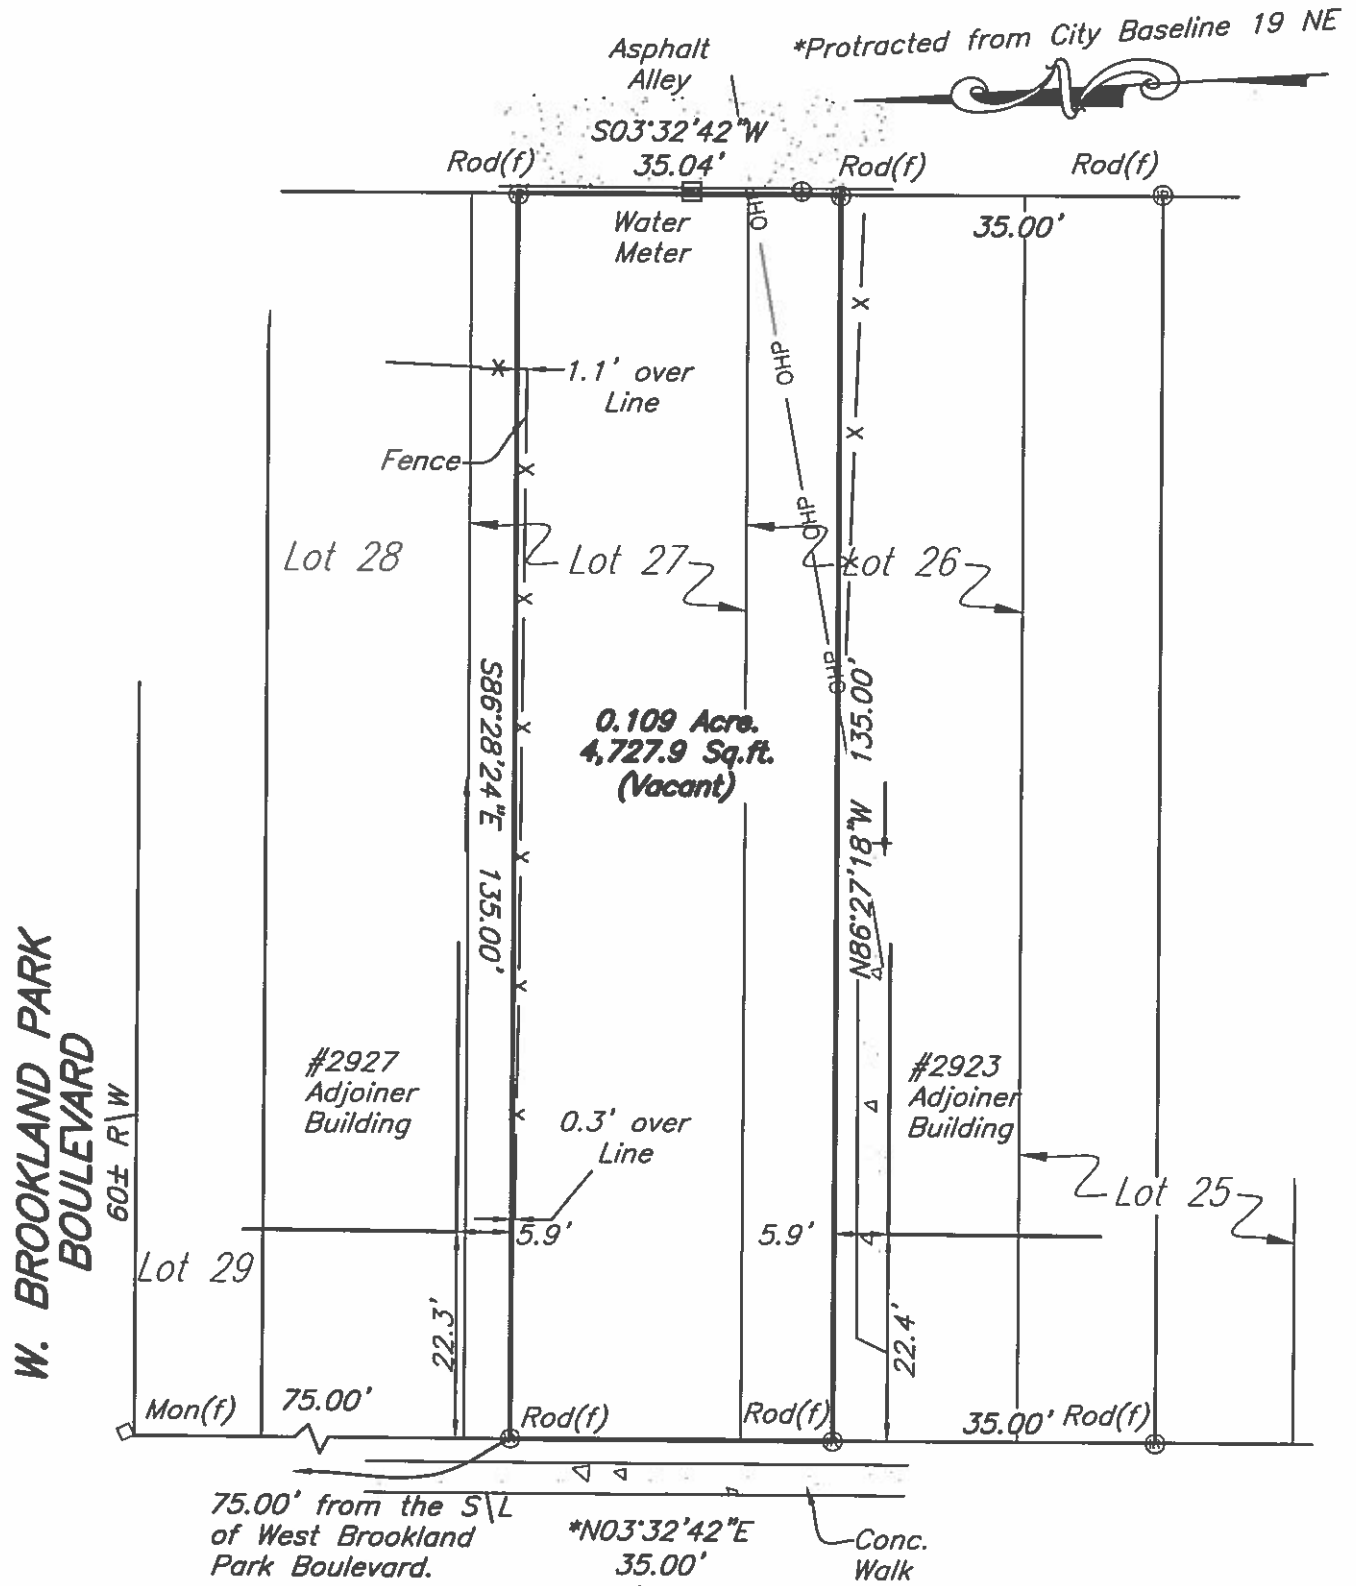 *Protracted from City Baseline 19 NE
N
Asphalt
Alley
S03°32'42"W
35.04'
Rod(f)
Rod(f)
Rod(f)
Water
Meter
OHP
35.00'
X
X
1.1' over
Line
OHP
X
Fence
X
OHP
Lot 28
Lot 27
X
Lot 26
X
OHP
S86°28'24"E 135.00'
N86°27'18"W 135.00'
0.109 Acre.
4,727.9 Sq.ft.
(Vacant)
X
X
X
X
W. BROOKLAND PARK
BOULEVARD
60± R\W
#2927
Adjoiner
Building
#2923
Adjoiner
Building
0.3' over
Line
Lot 25
5.9'
5.9'
Lot 29
22.3'
22.4'
Mon(f)
75.00'
Rod(f)
Rod(f)
35.00'
Rod(f)
75.00' from the S\L
of West Brookland
Park Boulevard.
*N03°32'42"E
35.00'
Conc.
Walk